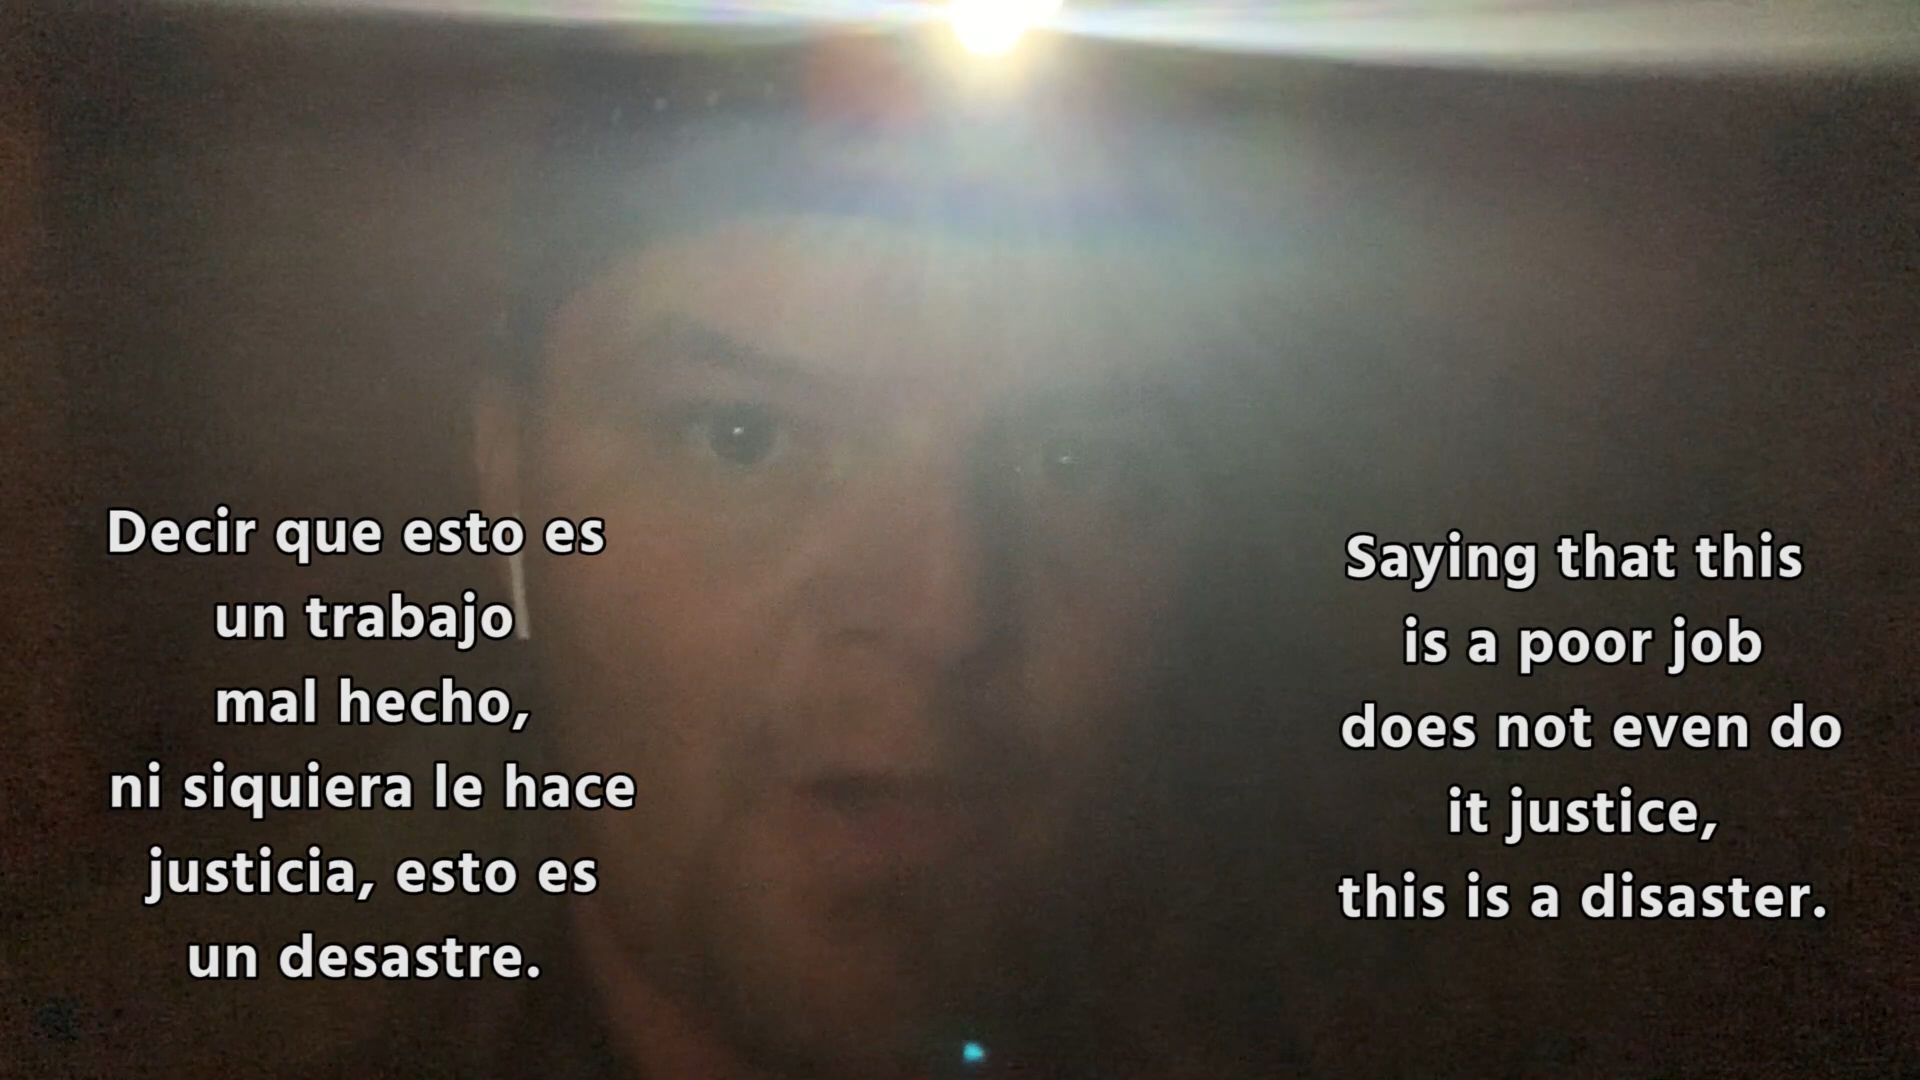 Decir que esto es
un trabajo
mal hecho,
ni siquiera le hace
justicia, esto es
un desastre.
Saying that this
is a poor job
does not even do
it justice,
this is a disaster.